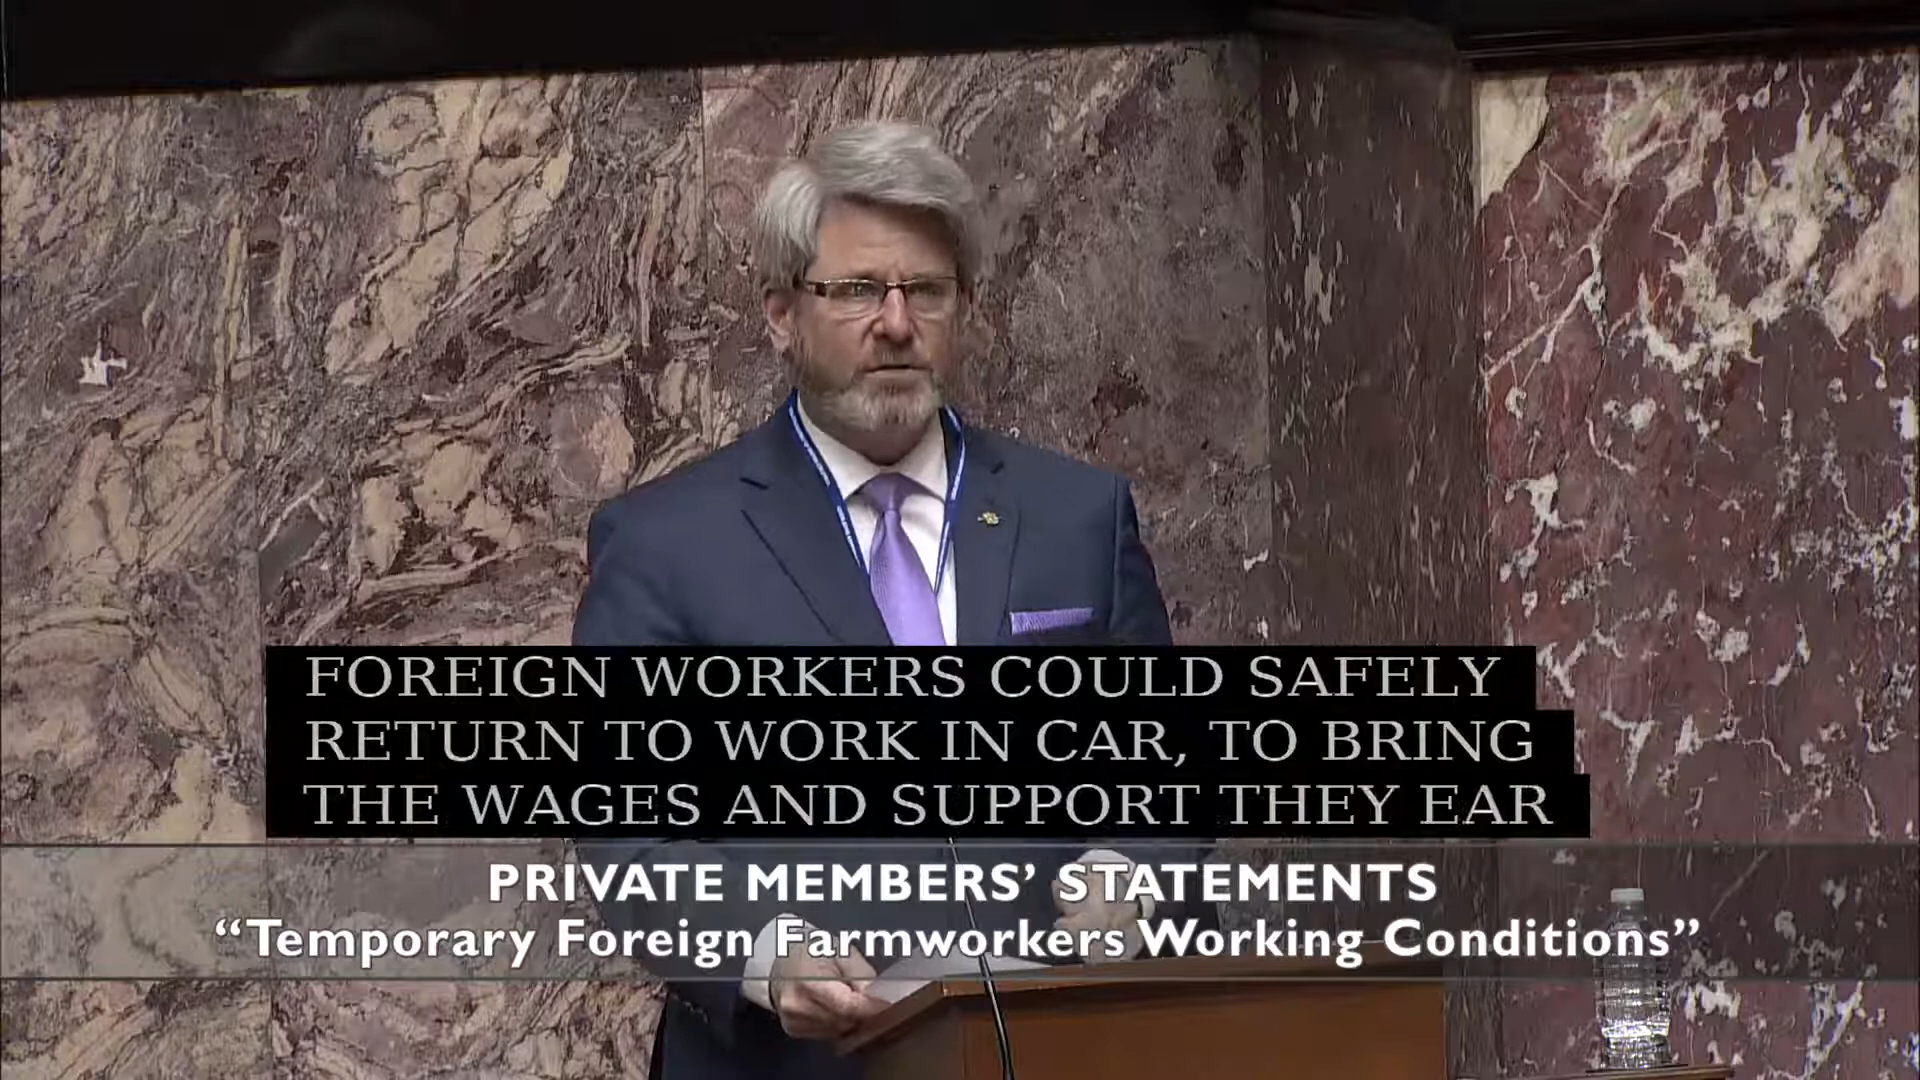 FOREIGN WORKERS COULD SAFELY
RETURN TO WORK IN CAR, TO BRING
THE WAGES AND SUPPORT THEY EAR
PRIVATE MEMBERS’ STATEMENTS
“Temporary Foreign Farmworkers Working Conditions”